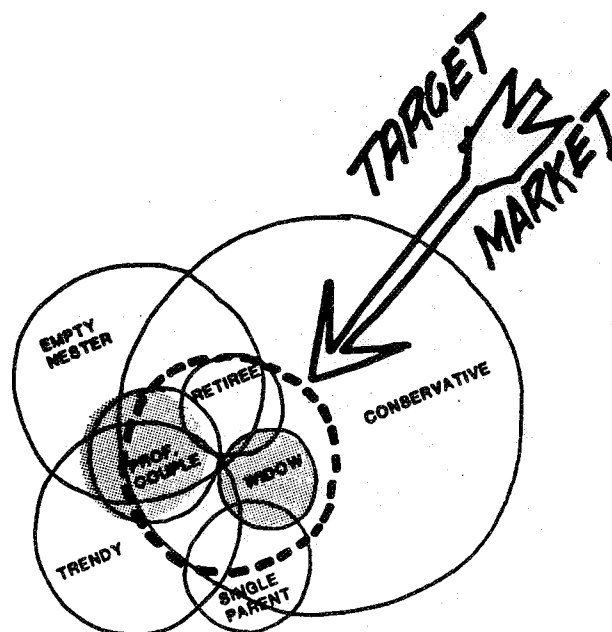 TARGET
MARKET
EMPTY
NESTER
RETIREE
CONSERVATIVE
PROF.
COUPLE
WIDOW
TRENDY
SINGLE
PARENT